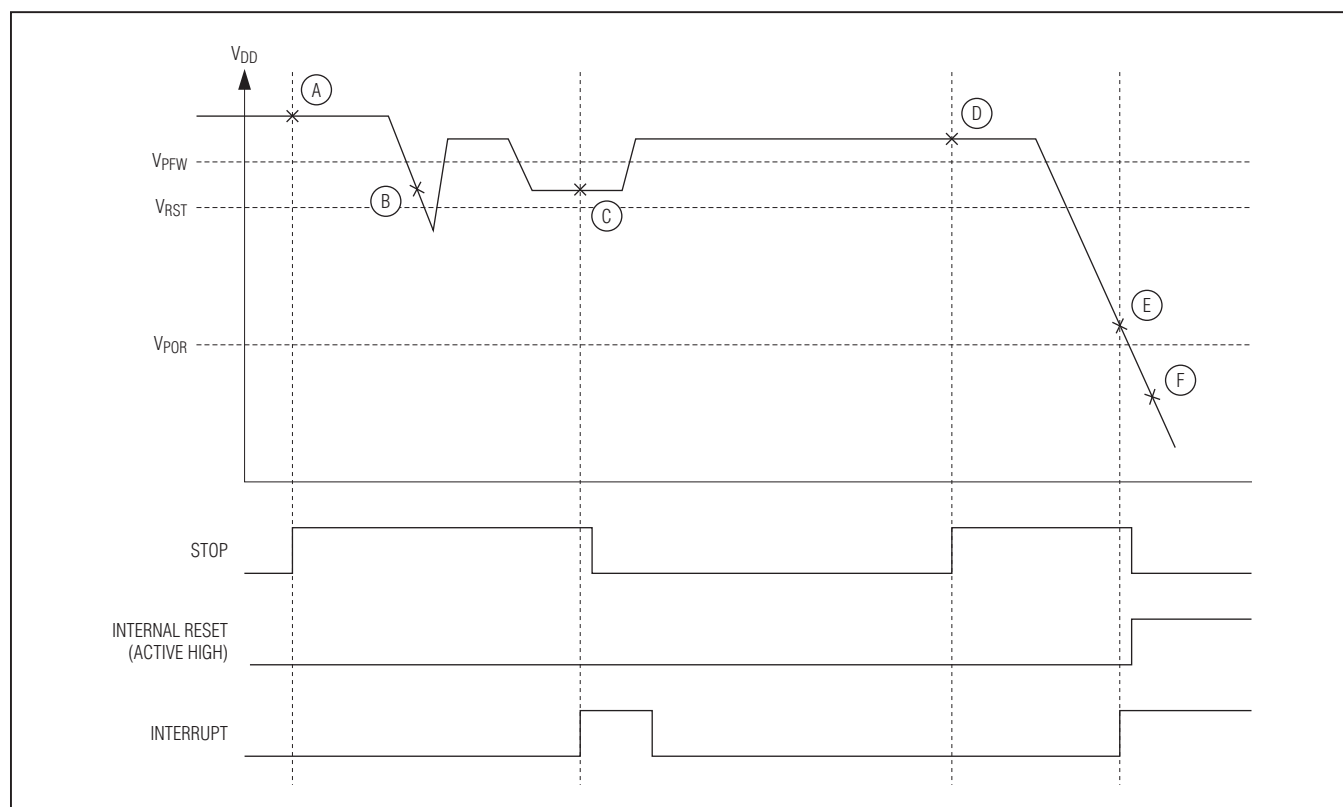 VDD
A
D
VPFW
B
C
VRST
E
VPOR
F
STOP
INTERNAL RESET
(ACTIVE HIGH)
INTERRUPT